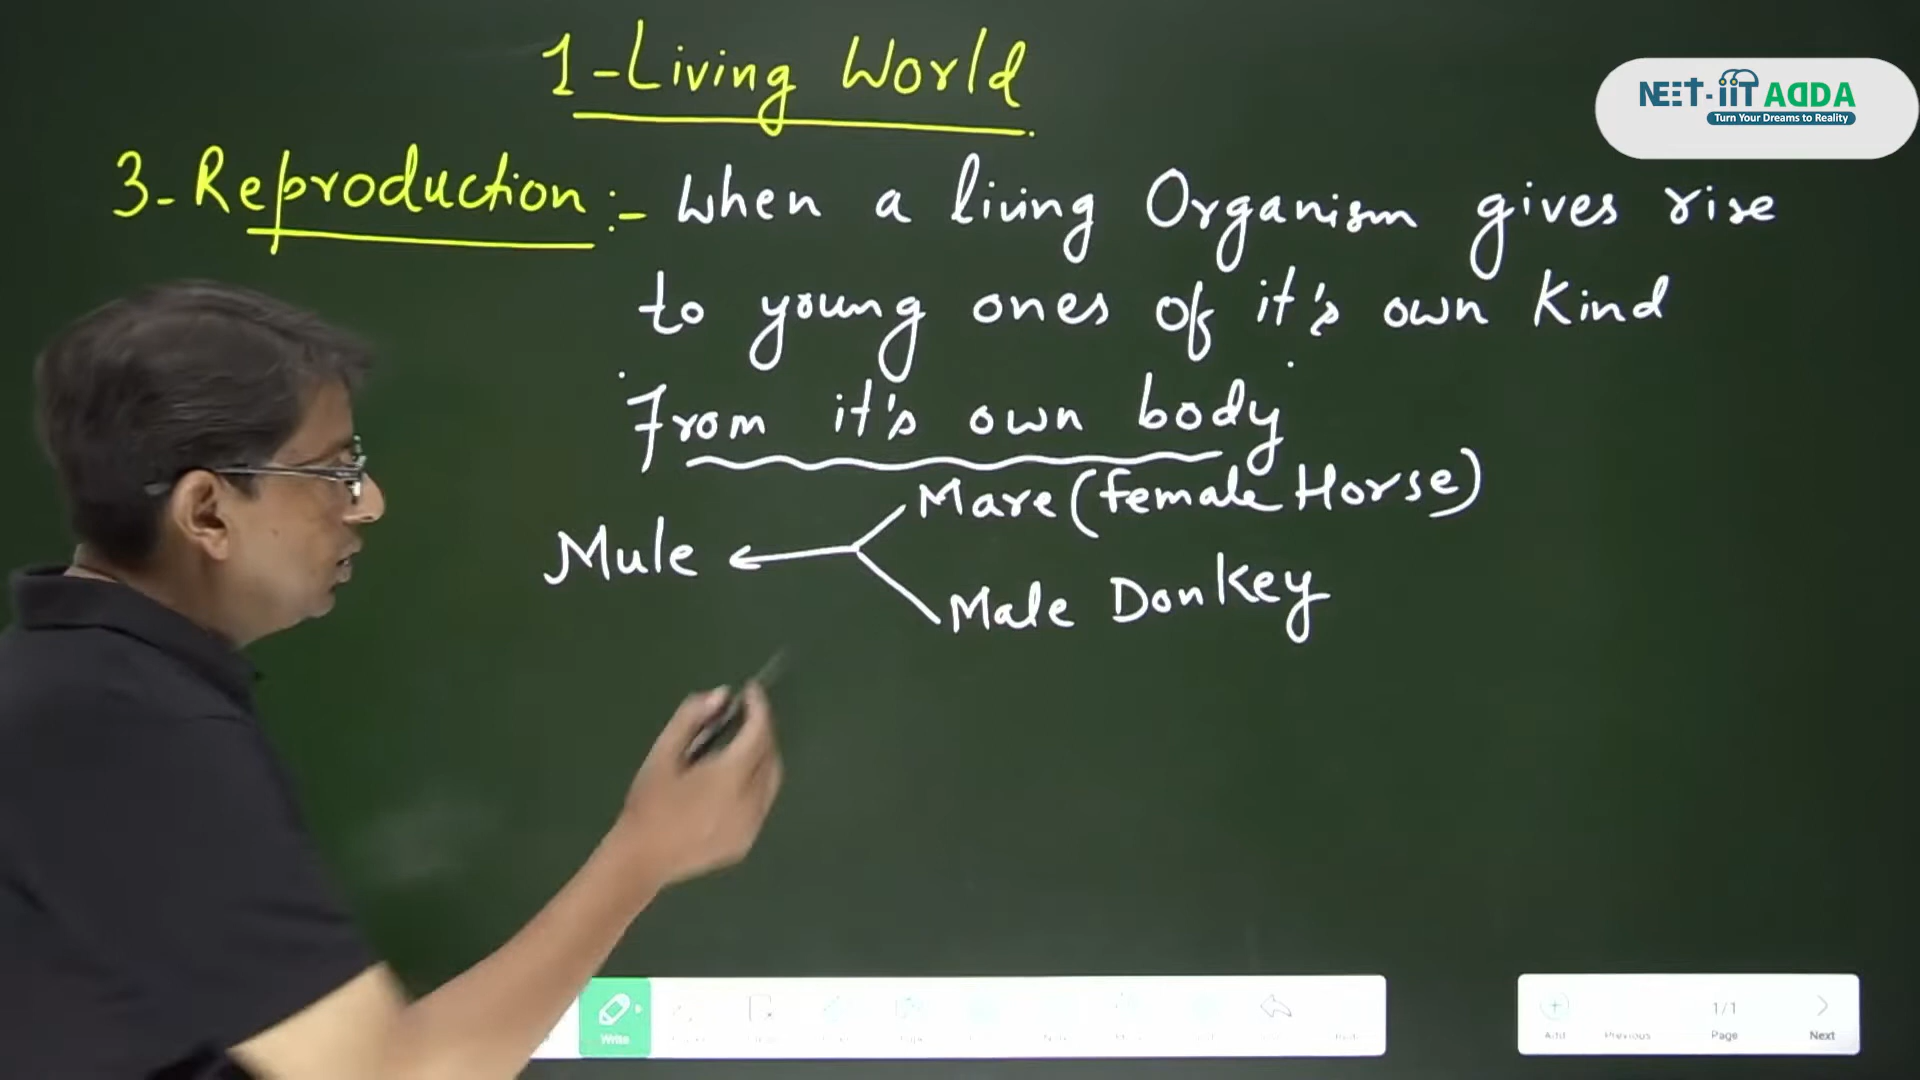 1-Living World
NEET-iiT ADDA
Turn Your Dreams to Reality
3-Reproduction:- When a living Organism gives rise
to young ones of it's own Kind
From it's own body
Mule Mare (female Horse)
Male Donkey
Write
Add Previous 1/1 Page Next